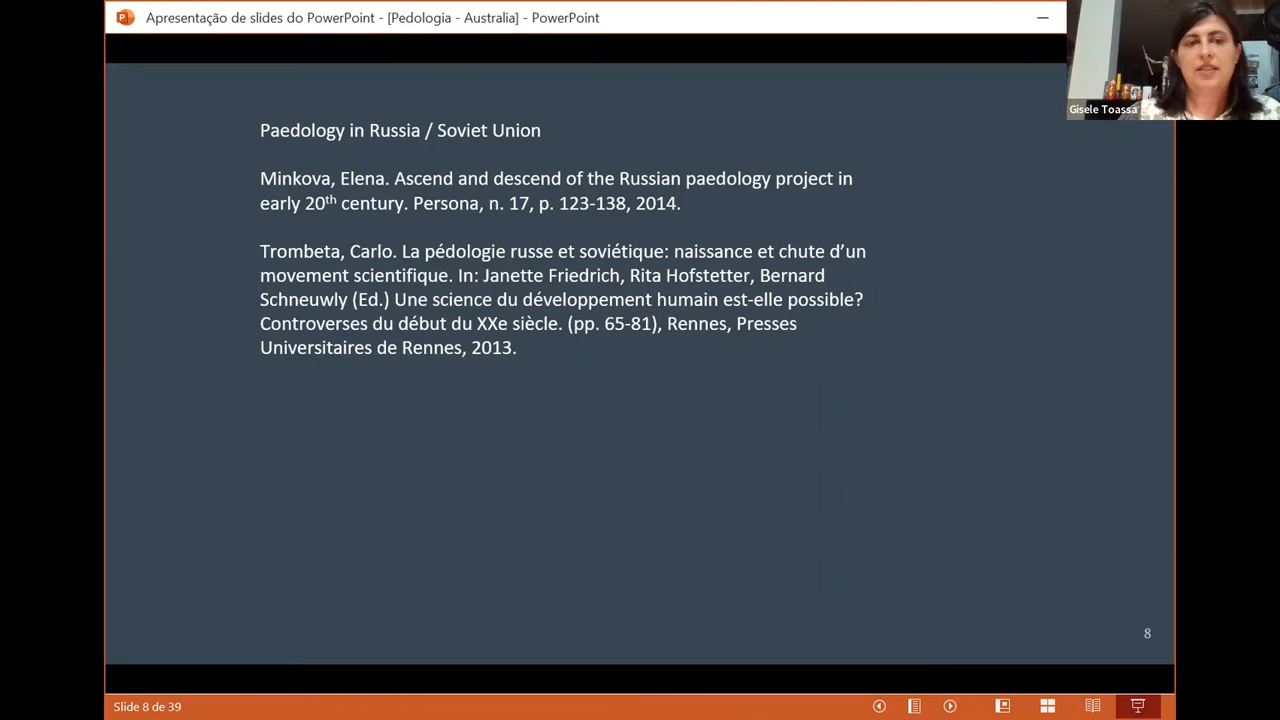 Apresentação de slides do PowerPoint - [Pedologia - Australia] - PowerPoint
Gisele Toassa
Paedology in Russia / Soviet Union
Minkova, Elena. Ascend and descend of the Russian paedology project in
early 20th century. Persona, n. 17, p. 123-138, 2014.
Trombeta, Carlo. La pédologie russe et soviétique: naissance et chute d’un
movement scientifique. In: Janette Friedrich, Rita Hofstetter, Bernard
Schneuwly (Ed.) Une science du développement humain est-elle possible?
Controverses du début du XXe siècle. (pp. 65-81), Rennes, Presses
Universitaires de Rennes, 2013.
8
Slide 8 de 39